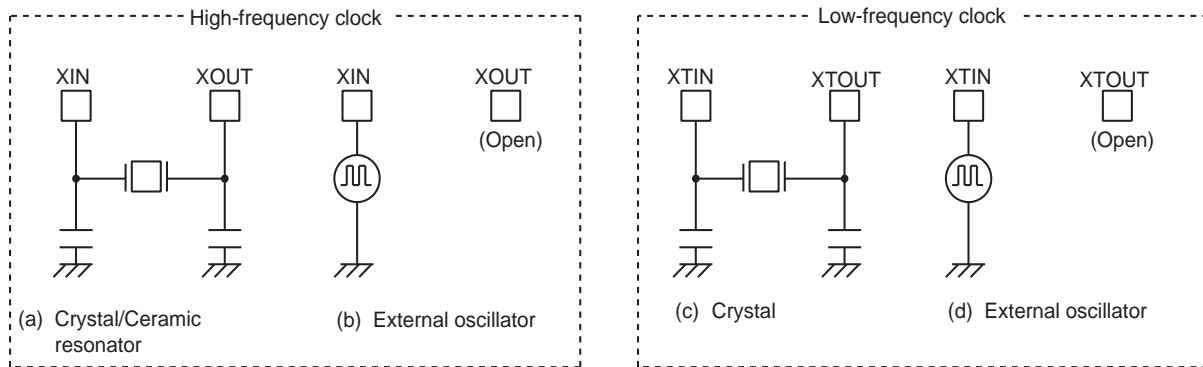 High-frequency clock
XIN
XOUT
XIN
XOUT
(Open)
(a) Crystal/Ceramic
resonator
(b) External oscillator
Low-frequency clock
XTIN
XTOUT
XTIN
XTOUT
(Open)
(c) Crystal
(d) External oscillator